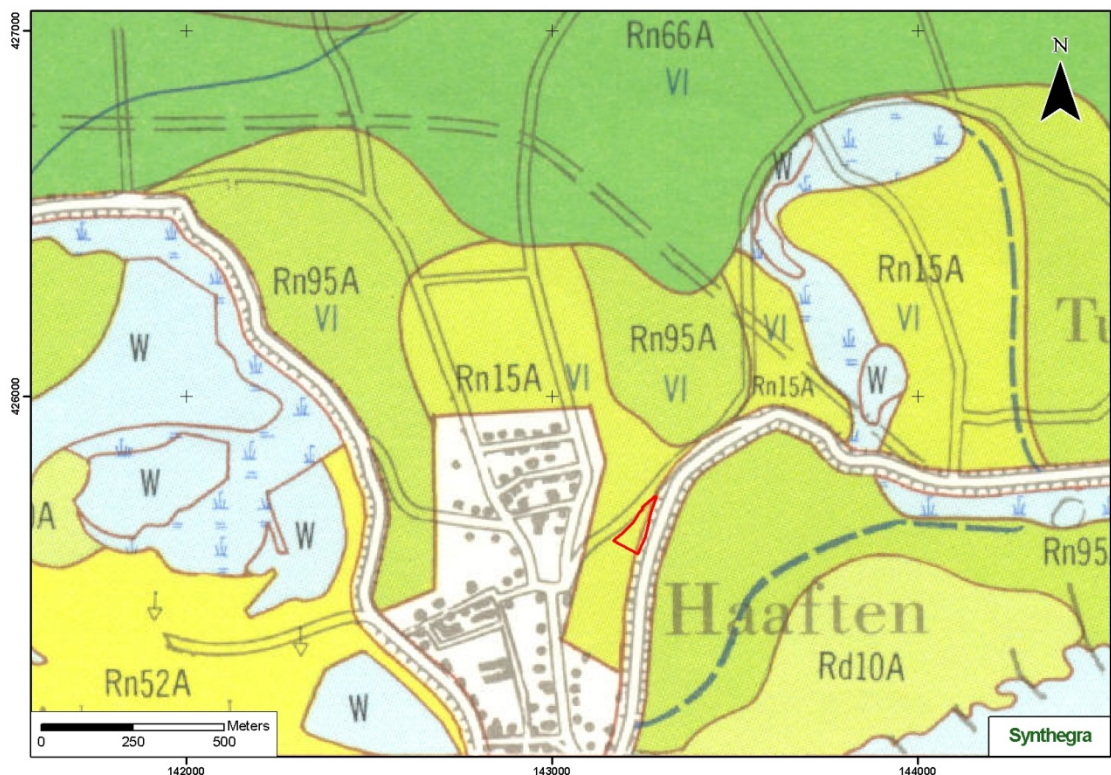 427000
Rn66A
VI
N
W
Rn95A
VI
Rn15A
VI
Tu
W
Rn95A
VI
VI
426000
Rn15A
VI
Rn15A
W
W
0A
W
Rn95
Haaften
Rn52A
Rd10A
W
Meters
0 250 500
Synthegra
142000
143000
144000